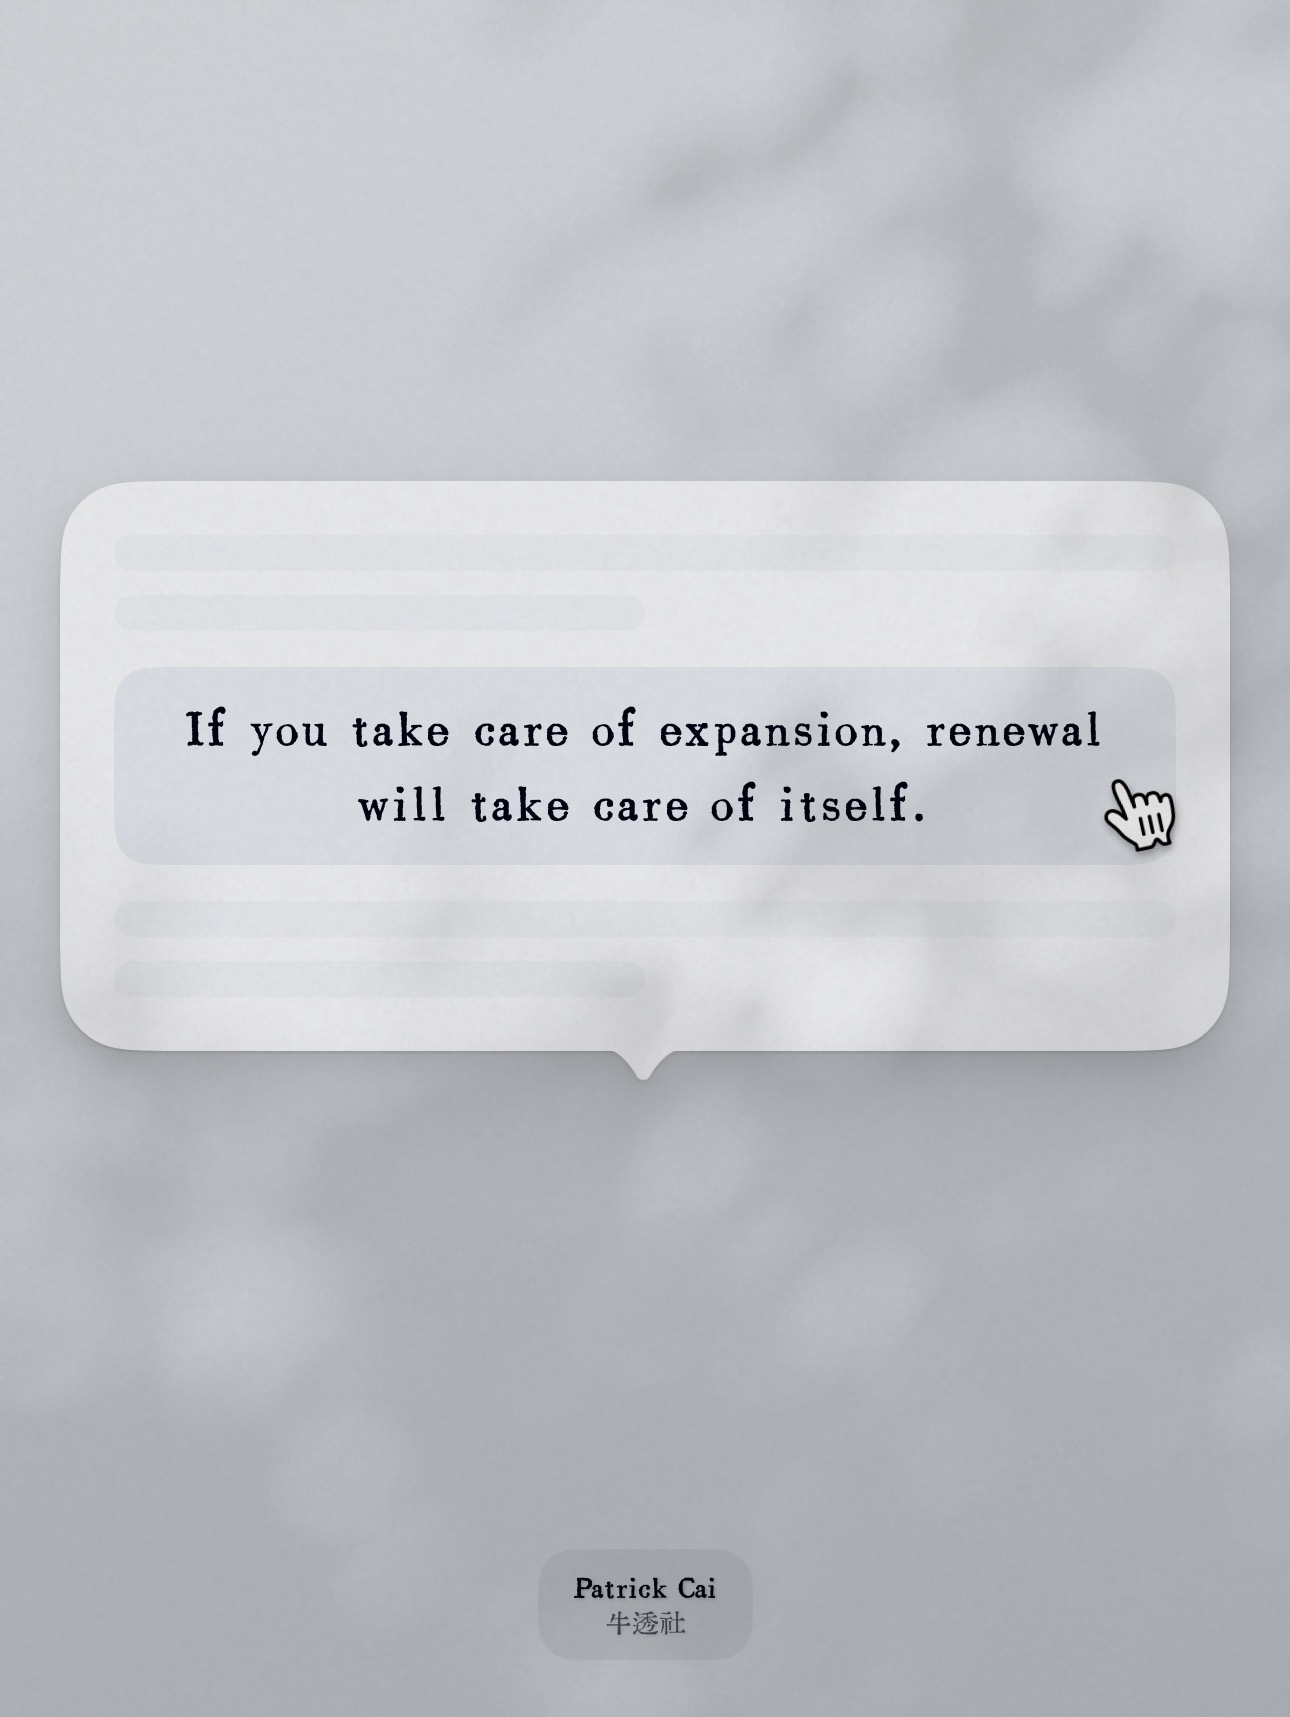 If you take care of expansion, renewal
will take care of itself.
Patrick Cai
牛透社